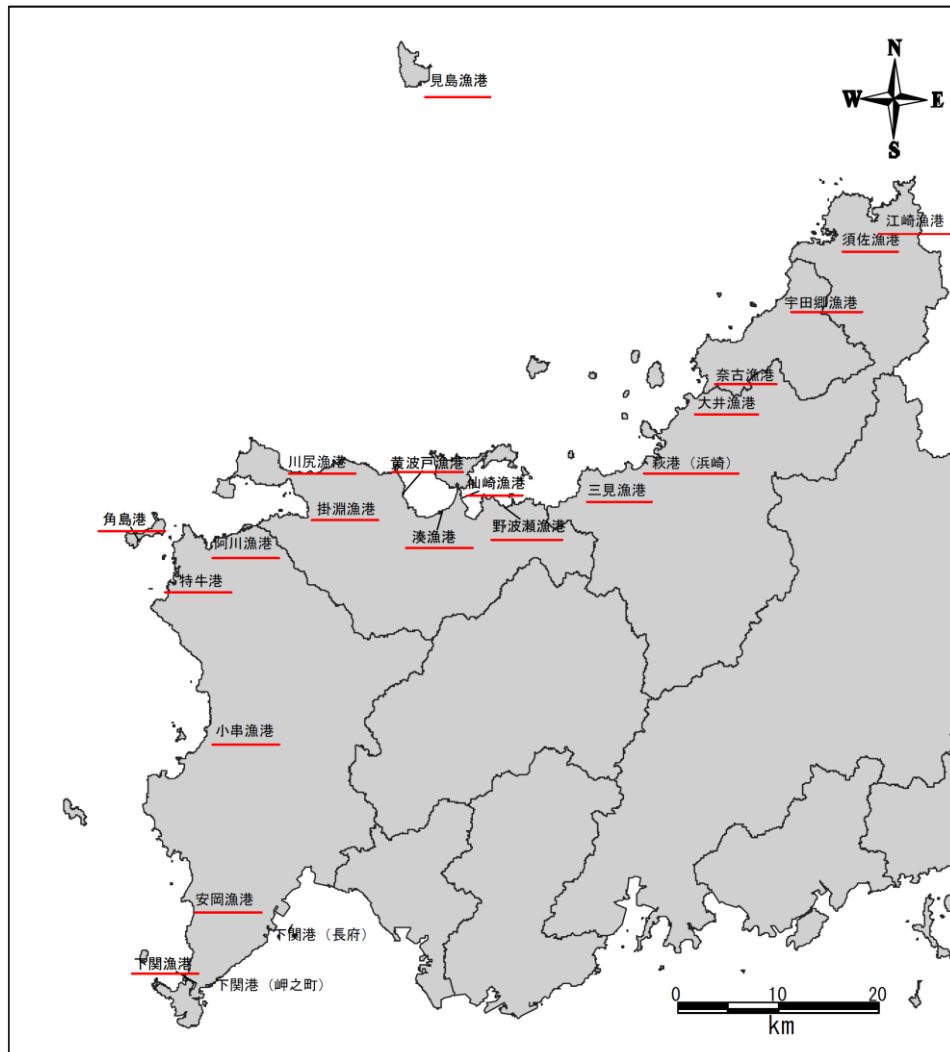 見島漁港
N
W
E
S
江崎漁港
須佐漁港
宇田郷漁港
奈古漁港
大井漁港
川尻漁港
黄波戸漁港
萩港（浜崎）
仙崎漁港
三見漁港
掛淵漁港
角島港
野波瀬漁港
湊漁港
阿川漁港
特牛港
小串漁港
安岡漁港
下関港（長府）
下関漁港
下関港（岬之町）
0 10 20
km